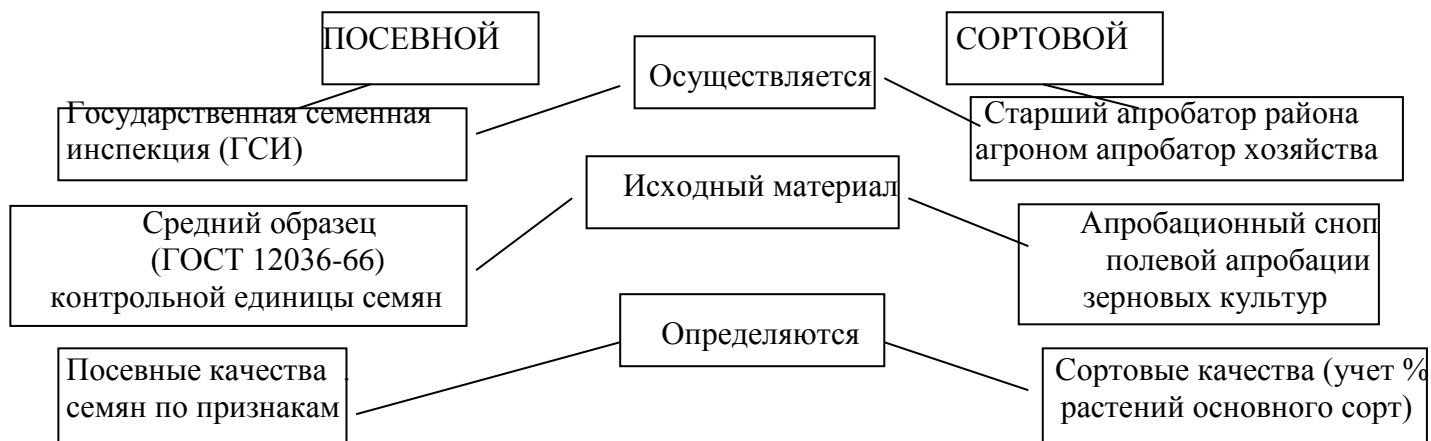 ПОСЕВНОЙ
СОРТОВОЙ
Осуществляется
Государственная семенная
инспекция (ГСИ)
Старший апробатор района
агроном апробатор хозяйства
Исходный материал
Средний образец
(ГОСТ 12036-66)
контрольной единицы семян
Апробационный сноп
полевой апробации
зерновых культур
Определяются
Посевные качества
семян по признакам
Сортовые качества (учет %
растений основного сорт)